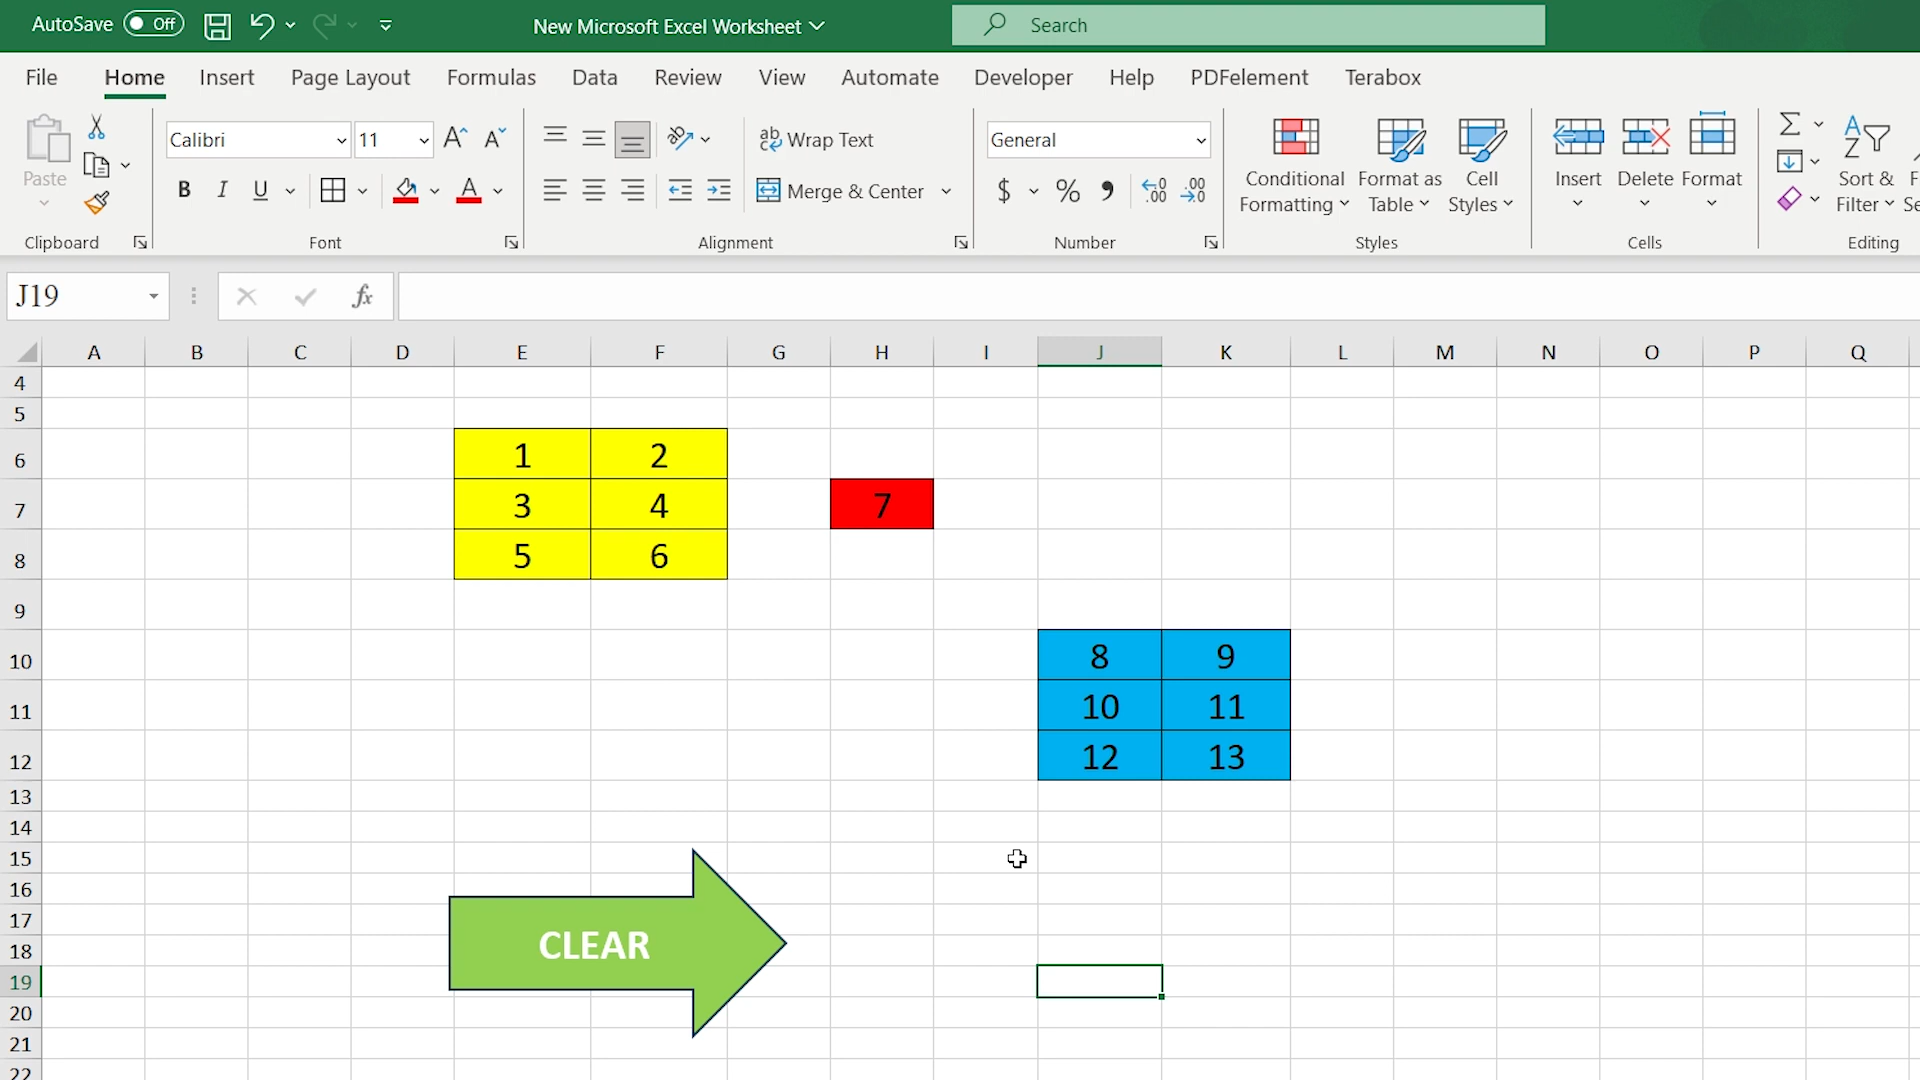 AutoSave Off New Microsoft Excel Worksheet Search
File Home Insert Page Layout Formulas Data Review View Automate Developer Help PDFelement Terabox
Paste
Clipboard
Calibri 11
B I U A
Font
Wrap Text
Merge & Center
Alignment
General
$ % 9 .00
Number
Conditional Formatting
Format as Table
Cell Styles
Styles
Insert Delete Format
Cells
Sort & Filter
Editing
J19 fx
A B C D E F G H I J K L M N O P Q
4
5
6 1 2
7 3 4 7
8 5 6
9
10 8 9
11 10 11
12 12 13
13
14
15
16
17
18 CLEAR
19
20
21
22